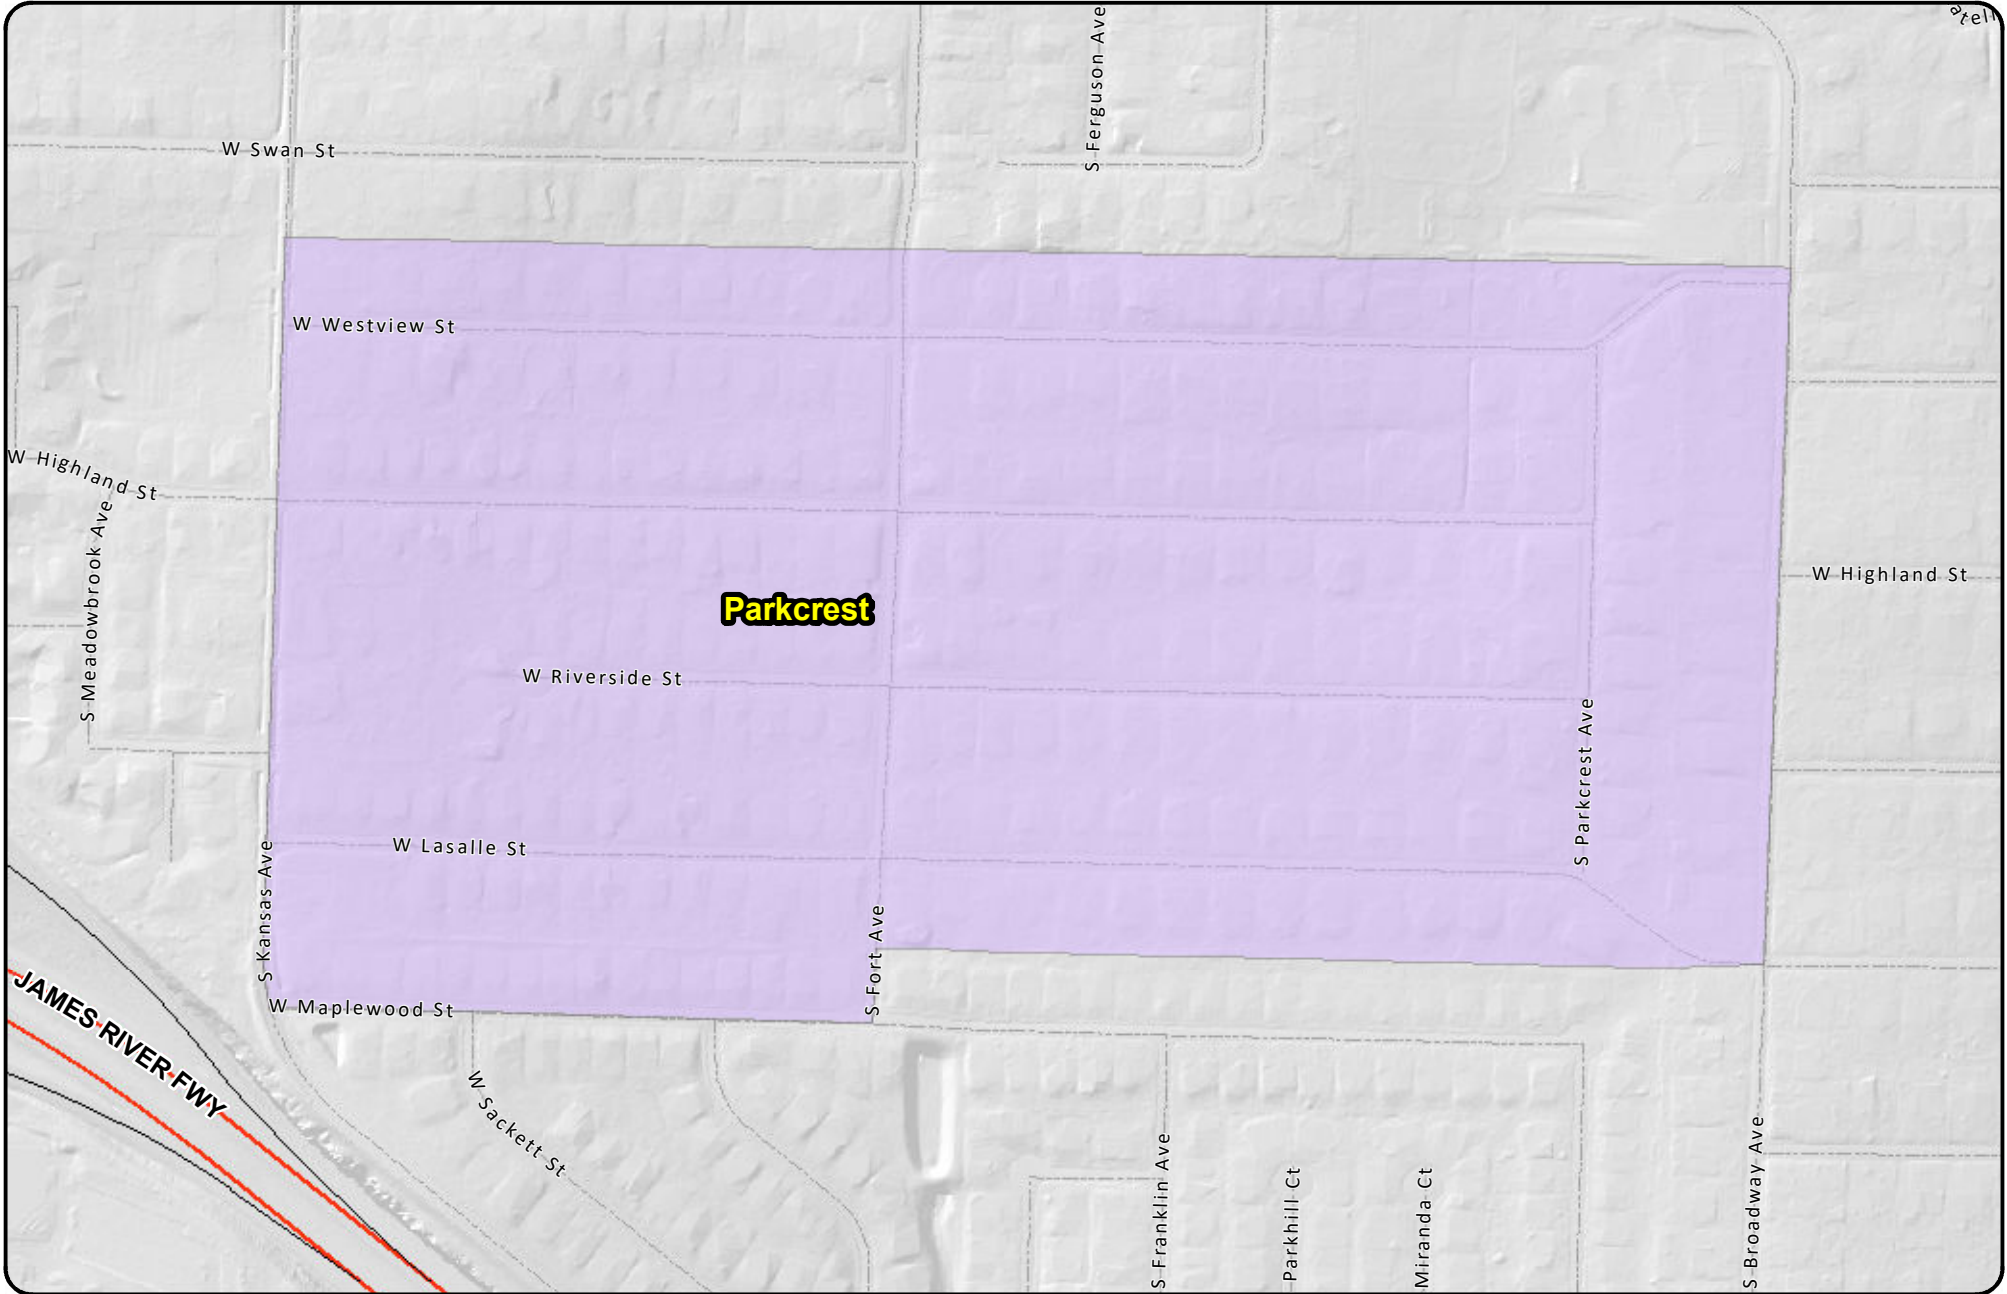 S Ferguson Ave
W Swan St
W Westview St
W Highland St
S Meadowbrook Ave
W Highland St
Parkcrest
W Riverside St
S Parkcrest Ave
W Lasalle St
S Kansas Ave
S Fort Ave
W Maplewood St
JAMES RIVER FWY
W Sackett St
S Franklin Ave
Parkhill Ct
Miranda Ct
S Broadway Ave